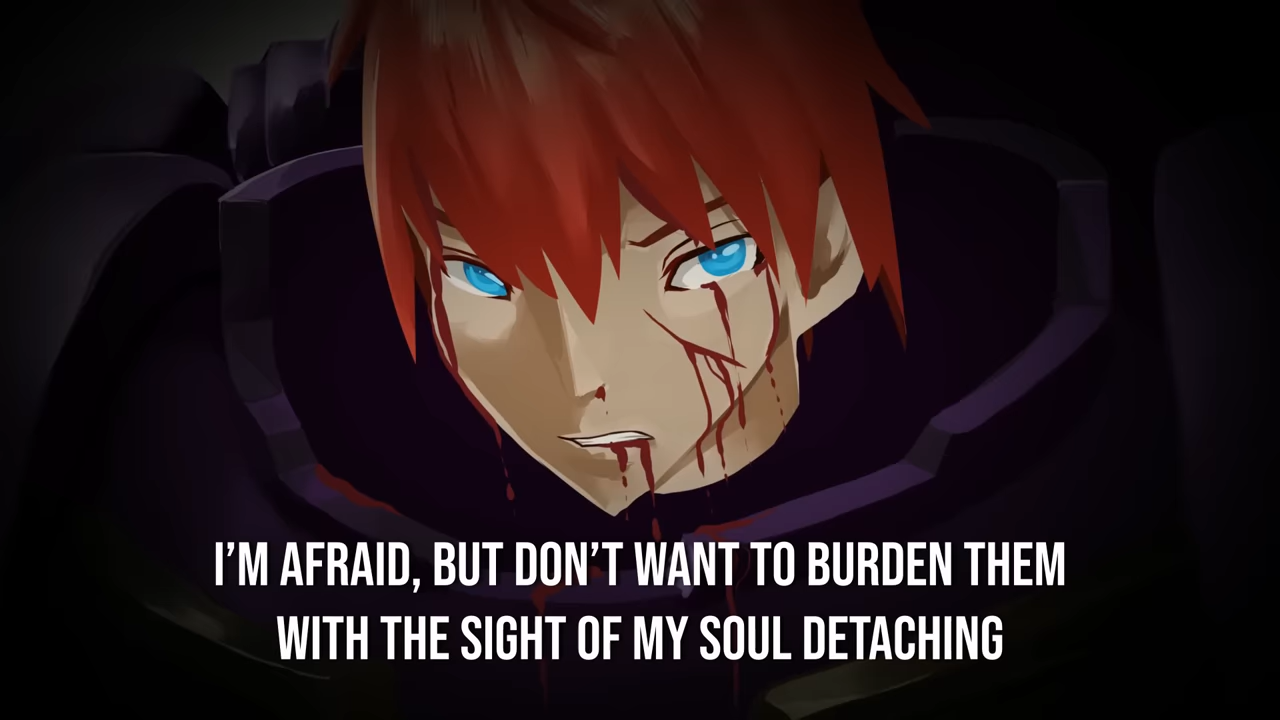 I’M AFRAID, BUT DON’T WANT TO BURDEN THEM
WITH THE SIGHT OF MY SOUL DETACHING